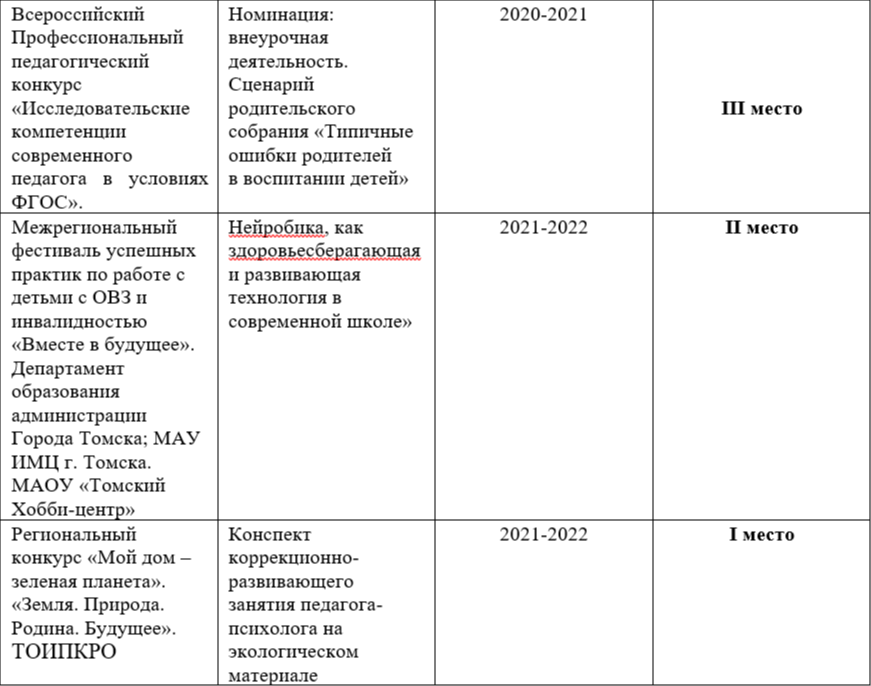 Всероссийский
Профессиональный
педагогический
конкурс
«Исследовательские
компетенции
современного
педагога в условиях
ФГОС».
Номинация:
внеурочная
деятельность.
Сценарий
родительского
собрания «Типичные
ошибки родителей
в воспитании детей»
2020-2021
III место
Межрегиональный
фестиваль успешных
практик по работе с
детьми с ОВЗ и
инвалидностью
«Вместе в будущее».
Департамент
образования
администрации
Города Томска; МАУ
ИМЦ г. Томска.
МАОУ «Томский
Хобби-центр»
Нейробика, как
здоровьесберагающая
и развивающая
технология в
современной школе»
2021-2022
II место
Региональный
конкурс «Мой дом –
зеленая планета».
«Земля. Природа.
Родина. Будущее».
ТОИПКРО
Конспект
коррекционно-
развивающего
занятия педагога-
психолога на
экологическом
материале
2021-2022
I место